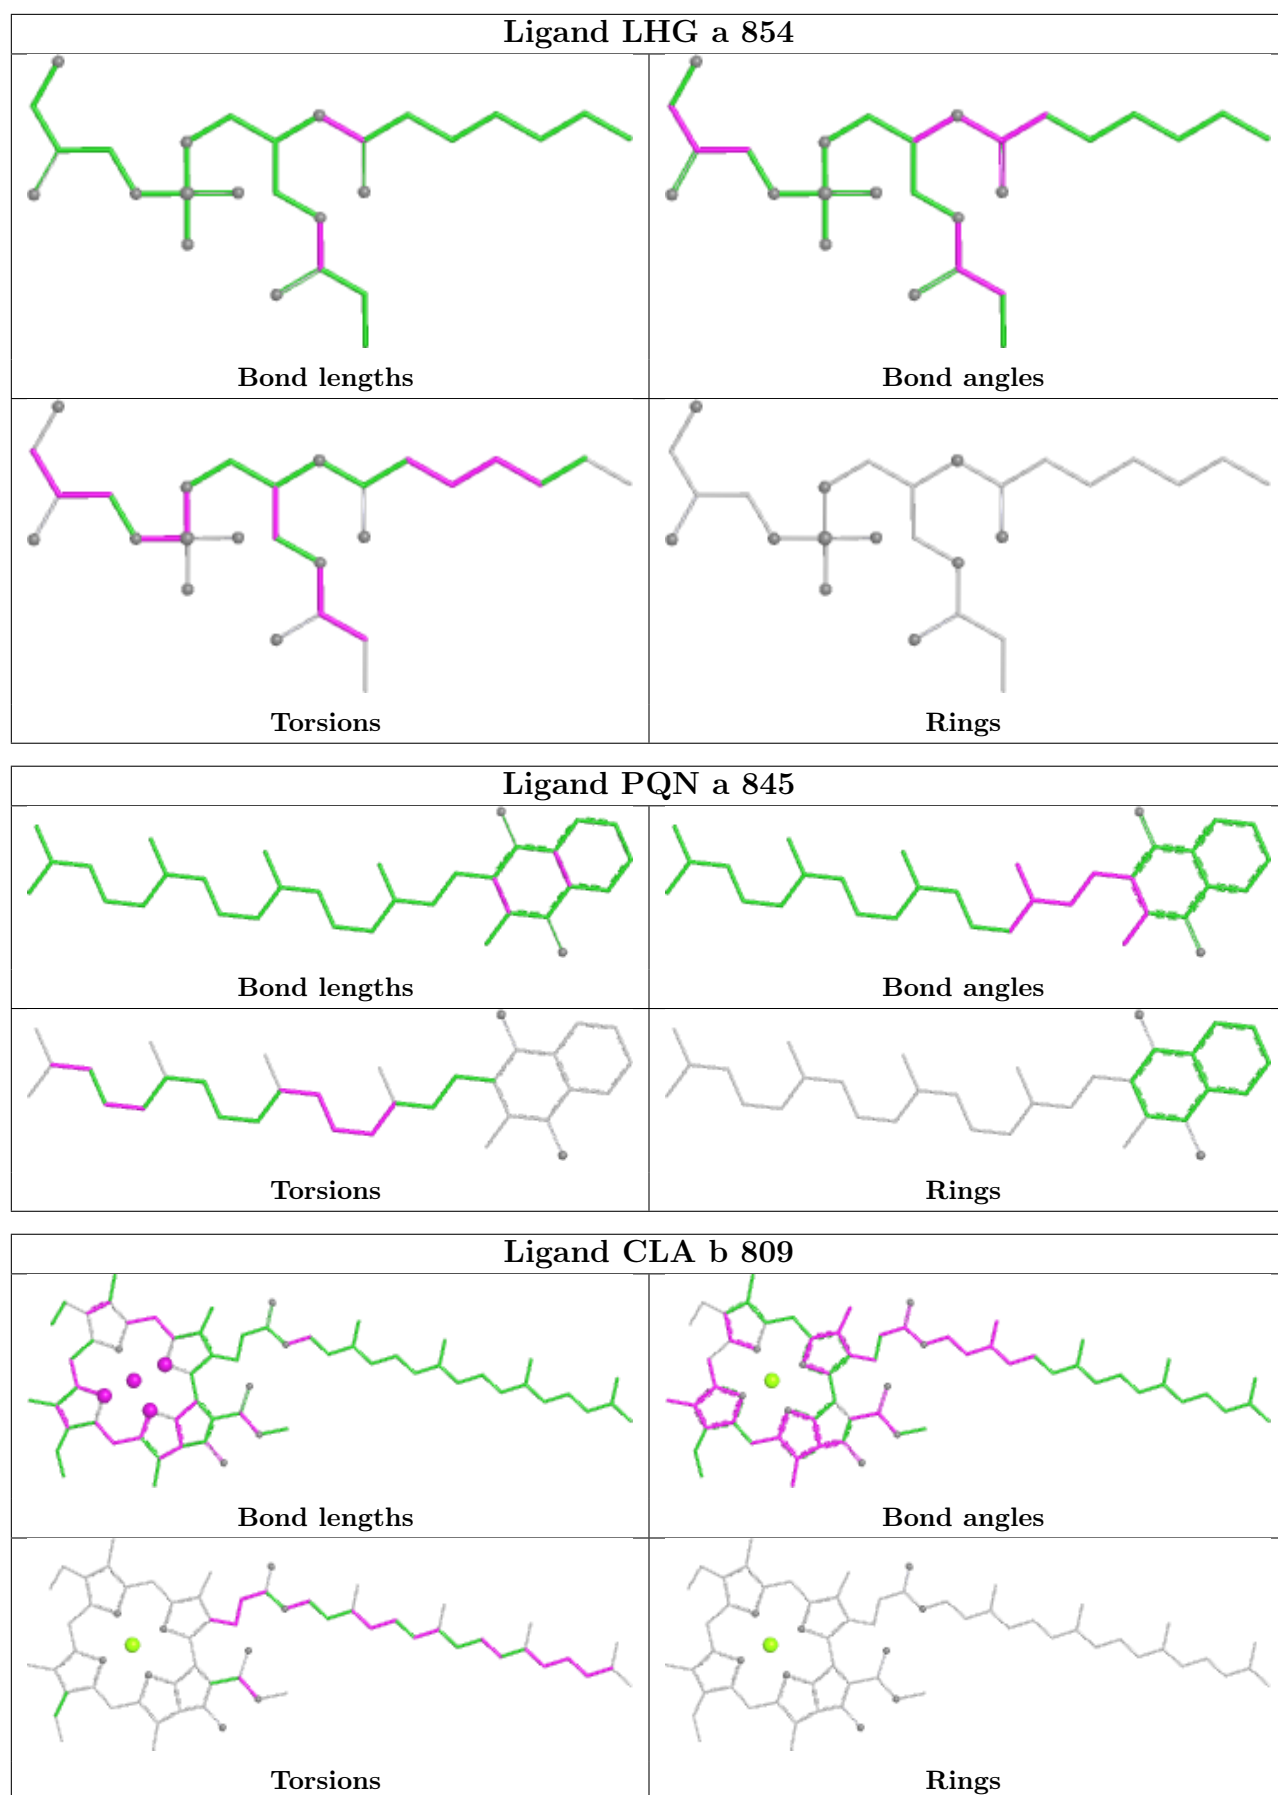 Ligand LHG a 854
Bond lengths
Bond angles
Torsions
Rings
Ligand PQN a 845
Bond lengths
Bond angles
Torsions
Rings
Ligand CLA b 809
Bond lengths
Bond angles
Torsions
Rings